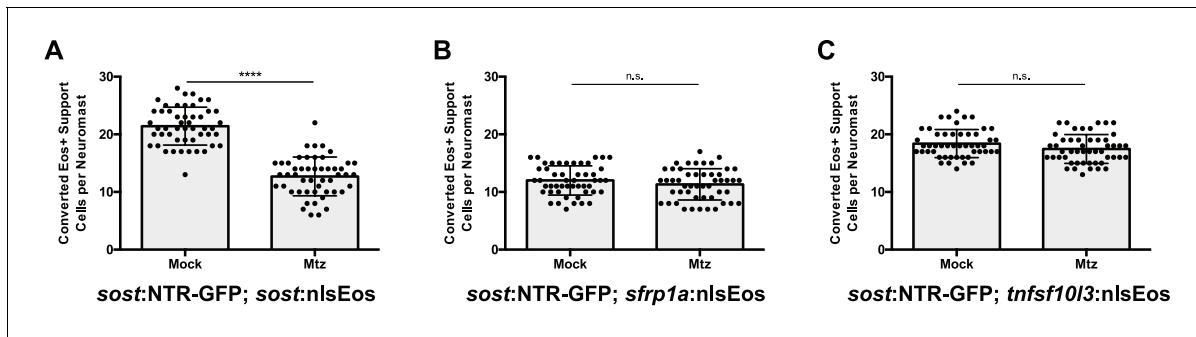 A
Converted Eos+ Support
Cells per Neuromast
30
20
10
0
****
Mock
Mtz
sost:NTR-GFP; sost:nlsEos
B
Converted Eos+ Support
Cells per Neuromast
30
20
10
0
n.s.
Mock
Mtz
sost:NTR-GFP; sfrp1a:nlsEos
C
Converted Eos+ Support
Cells per Neuromast
30
20
10
0
n.s.
Mock
Mtz
sost:NTR-GFP; tnfsf10l3:nlsEos